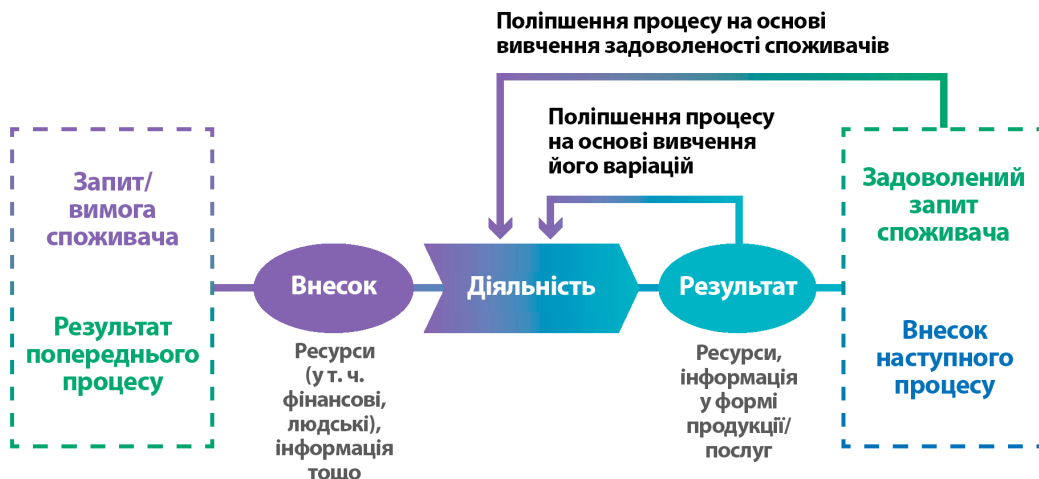 Поліпшення процесу на основі
вивчення задоволеності споживачів
Поліпшення процесу
на основі вивчення
його варіацій
Запит/
вимога
споживача
Результат
попереднього
процесу
Внесок
Ресурси
(у т. ч.
фінансові,
людські),
інформація
тощо
Діяльність
Результат
Ресурси,
інформація
у формі
продукції/
послуг
Задоволений
запит
споживача
Внесок
наступного
процесу